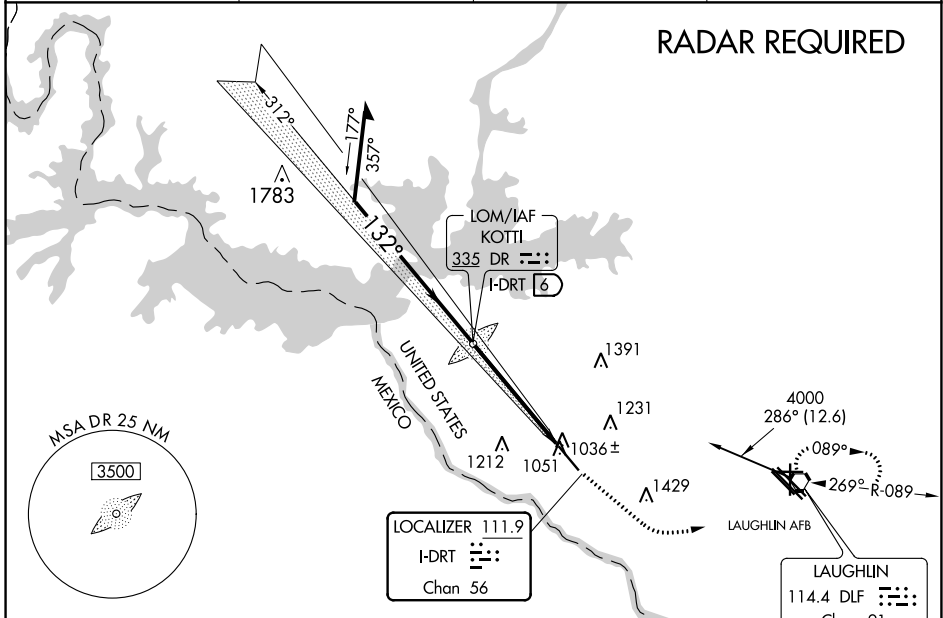 RADAR REQUIRED
312°
177°
357°
1783
132°
LOM/IAF
KOTTI
335 DR
I-DRT 6
UNITED STATES
MEXICO
1391
1231
1212
1051
1036±
1429
4000
286° (12.6)
089°
269°
R-089
LAUGHLIN AFB
MSA DR 25 NM
3500
LOCALIZER 111.9
I-DRT
Chan 56
LAUGHLIN
114.4 DLF